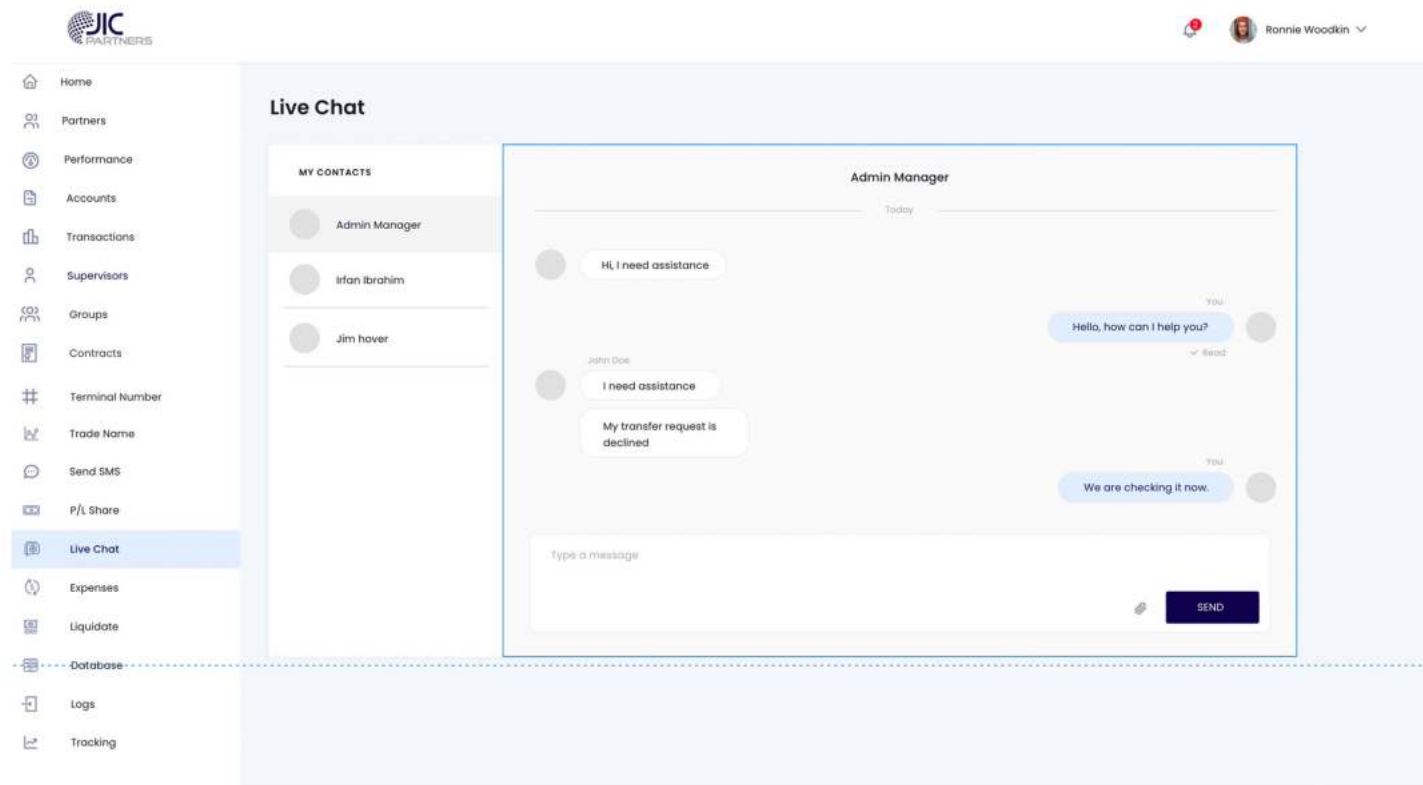 JIC
PARTNERS
2
Ronnie Woodkin
Home
Partners
Performance
Accounts
Transactions
Supervisors
Groups
Contracts
Terminal Number
Trade Name
Send SMS
P/L Share
Live Chat
Expenses
Liquidate
Database
Logs
Tracking
Live Chat
MY CONTACTS
Admin Manager
Irfan Ibrahim
Jim hover
Admin Manager
Today
Hi, I need assistance
You
Hello, how can I help you?
Read
John Doe
I need assistance
My transfer request is
declined
You
We are checking it now.
Type a message
SEND